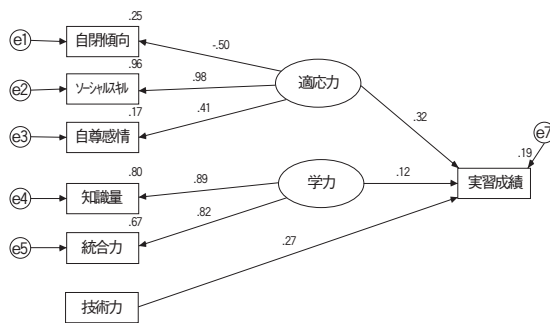 .25
e1
自閉傾向
-.50
.96
e2
ソーシャルスキル
.98
適応力
.17
.41
e3
自尊感情
.32
e7
.19
.80
.89
学力
.12
実習成績
e4
知識量
.67
.82
e5
統合力
.27
技術力